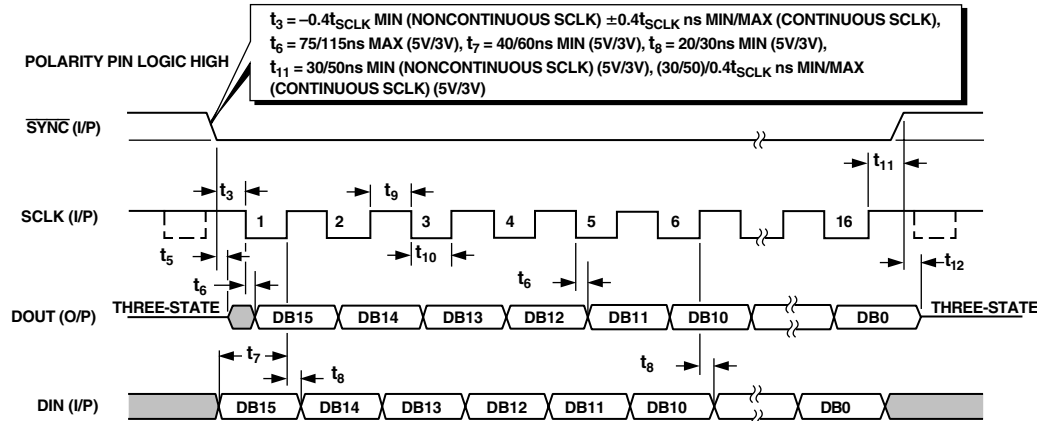 t3 = –0.4tSCLK MIN (NONCONTINUOUS SCLK) ±0.4tSCLK ns MIN/MAX (CONTINUOUS SCLK),
t6 = 75/115ns MAX (5V/3V), t7 = 40/60ns MIN (5V/3V), t8 = 20/30ns MIN (5V/3V),
t11 = 30/50ns MIN (NONCONTINUOUS SCLK) (5V/3V), (30/50)/0.4tSCLK ns MIN/MAX
(CONTINUOUS SCLK) (5V/3V)
POLARITY PIN LOGIC HIGH
SYNC (I/P)
t11
t3
t9
SCLK (I/P)
1 2 3 4 5 6 16
t10
t5
t6
t6
t12
THREE-STATE
THREE-STATE
DOUT (O/P)
DB15 DB14 DB13 DB12 DB11 DB10 DB0
t7
t8
t8
DIN (I/P)
DB15 DB14 DB13 DB12 DB11 DB10 DB0